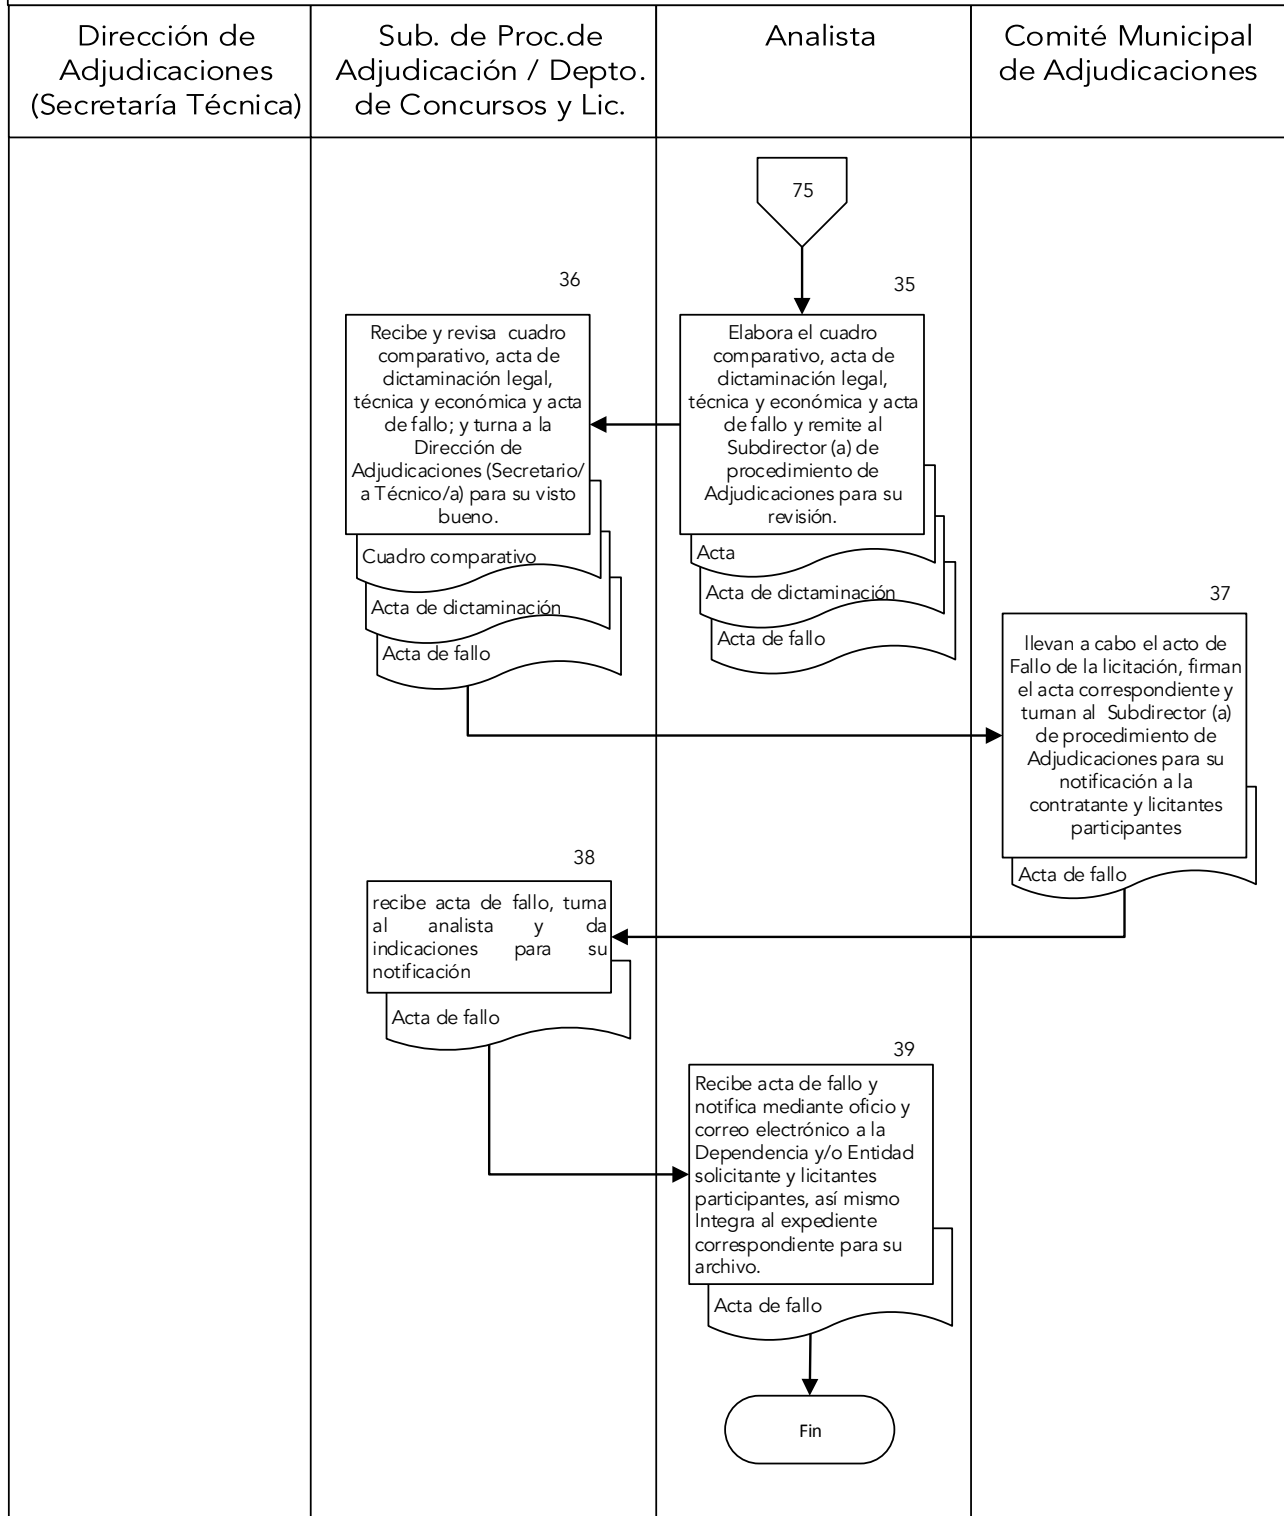 Dirección de
Adjudicaciones
(Secretaría Técnica)
Sub. de Proc.de
Adjudicación / Depto.
de Concursos y Lic.
Analista
Comité Municipal
de Adjudicaciones
75
35
Elabora el cuadro
comparativo, acta de
dictaminación legal,
técnica y económica y acta
de fallo y remite al
Subdirector (a) de
procedimiento de
Adjudicaciones para su
revisión.
Acta
Acta de dictaminación
Acta de fallo
36
Recibe y revisa cuadro
comparativo, acta de
dictaminación legal,
técnica y económica y acta
de fallo; y turna a la
Dirección de
Adjudicaciones (Secretario/
a Técnico/a) para su visto
bueno.
Cuadro comparativo
Acta de dictaminación
Acta de fallo
37
llevan a cabo el acto de
Fallo de la licitación, firman
el acta correspondiente y
turnan al Subdirector (a)
de procedimiento de
Adjudicaciones para su
notificación a la
contratante y licitantes
participantes
Acta de fallo
38
recibe acta de fallo, turna
al analista y da
indicaciones para su
notificación
Acta de fallo
39
Recibe acta de fallo y
notifica mediante oficio y
correo electrónico a la
Dependencia y/o Entidad
solicitante y licitantes
participantes, así mismo
Integra al expediente
correspondiente para su
archivo.
Acta de fallo
Fin